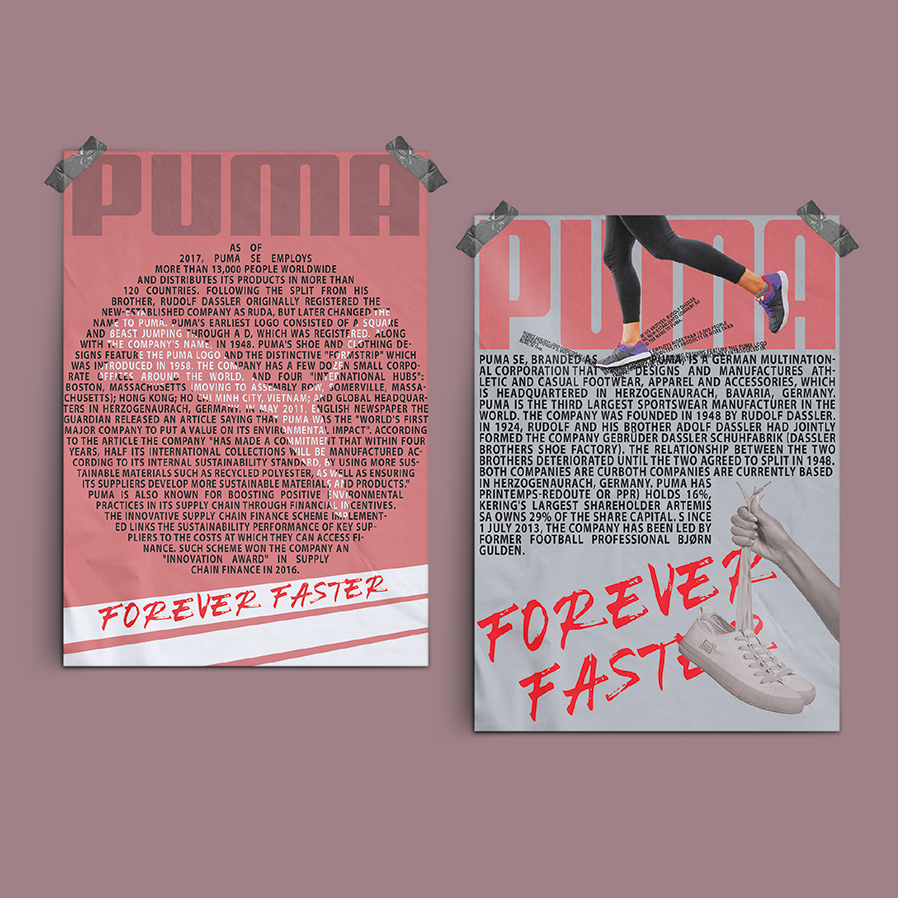 PUMA
AS OF
2017, PUMA SE EMPLOYS
MORE THAN 13,000 PEOPLE WORLDWIDE
AND DISTRIBUTES ITS PRODUCTS IN MORE THAN
120 COUNTRIES. FOLLOWING THE SPLIT FROM HIS
BROTHER, RUDOLF DASSLER ORIGINALLY REGISTERED THE
NEW-ESTABLISHED COMPANY AS RUDA, BUT LATER CHANGED THE
NAME TO PUMA. PUMA'S EARLIEST LOGO CONSISTED OF A SQUARE
AND BEAST JUMPING THROUGH A D, WHICH WAS REGISTERED, ALONG
WITH THE COMPANY'S NAME, IN 1948. PUMA'S SHOE AND CLOTHING DE-
SIGNS FEATURE THE PUMA LOGO AND THE DISTINCTIVE "FORMSTRIP" WHICH
WAS INTRODUCED IN 1958. THE COMPANY HAS A FEW DOZEN SMALL CORPO-
RATE OFFICES AROUND THE WORLD, AND FOUR "INTERNATIONAL HUBS":
BOSTON, MASSACHUSETTS (MOVING TO ASSEMBLY ROW, SOMERVILLE, MASSA-
CHUSETTS); HONG KONG; HO CHI MINH CITY, VIETNAM; AND GLOBAL HEADQUAR-
TERS IN HERZOGENAURACH, GERMANY. IN MAY 2011, ENGLISH NEWSPAPER THE
GUARDIAN RELEASED AN ARTICLE SAYING THAT PUMA WAS THE "WORLD'S FIRST
MAJOR COMPANY TO PUT A VALUE ON ITS ENVIRONMENTAL IMPACT". ACCORDING
TO THE ARTICLE THE COMPANY "HAS MADE A COMMITMENT THAT WITHIN FOUR
YEARS, HALF ITS INTERNATIONAL COLLECTIONS WILL BE MANUFACTURED AC-
CORDING TO ITS INTERNAL SUSTAINABILITY STANDARD, BY USING MORE SUS-
TAINABLE MATERIALS SUCH AS RECYCLED POLYESTER, AS WELL AS ENSURING
ITS SUPPLIERS DEVELOP MORE SUSTAINABLE MATERIALS AND PRODUCTS."
PUMA IS ALSO KNOWN FOR BOOSTING POSITIVE ENVIRONMENTAL
PRACTICES IN ITS SUPPLY CHAIN THROUGH FINANCIAL INCENTIVES.
THE INNOVATIVE SUPPLY CHAIN FINANCE SCHEME IMPLEMENT-
ED LINKS THE SUSTAINABILITY PERFORMANCE OF KEY SUP-
PLIERS TO THE COSTS AT WHICH THEY CAN ACCESS FI-
NANCE. SUCH SCHEME WON THE COMPANY AN
"INNOVATION AWARD" IN SUPPLY
CHAIN FINANCE IN 2016.
FOREVER FASTER
PUMA
PUMA SE, BRANDED AS PUMA, IS A GERMAN MULTINATION-
AL CORPORATION THAT DESIGNS AND MANUFACTURES ATH-
LETIC AND CASUAL FOOTWEAR, APPAREL AND ACCESSORIES, WHICH
IS HEADQUARTERED IN HERZOGENAURACH, BAVARIA, GERMANY.
PUMA IS THE THIRD LARGEST SPORTSWEAR MANUFACTURER IN THE
WORLD. THE COMPANY WAS FOUNDED IN 1948 BY RUDOLF DASSLER.
IN 1924, RUDOLF AND HIS BROTHER ADOLF DASSLER HAD JOINTLY
FORMED THE COMPANY GEBRÜDER DASSLER SCHUHFABRIK (DASSLER
BROTHERS SHOE FACTORY). THE RELATIONSHIP BETWEEN THE TWO
BROTHERS DETERIORATED UNTIL THE TWO AGREED TO SPLIT IN 1948.
BOTH COMPANIES ARE CURBOTH COMPANIES ARE CURRENTLY BASED
IN HERZOGENAURACH, GERMANY. PUMA HAS
PRINTEMPS-REDOUTE OR PPR) HOLDS 16%,
KERING'S LARGEST SHAREHOLDER ARTEMIS
SA OWNS 29% OF THE SHARE CAPITAL. S INCE
1 JULY 2013, THE COMPANY HAS BEEN LED BY
FORMER FOOTBALL PROFESSIONAL BJØRN
GULDEN.
FOREVER
FASTER